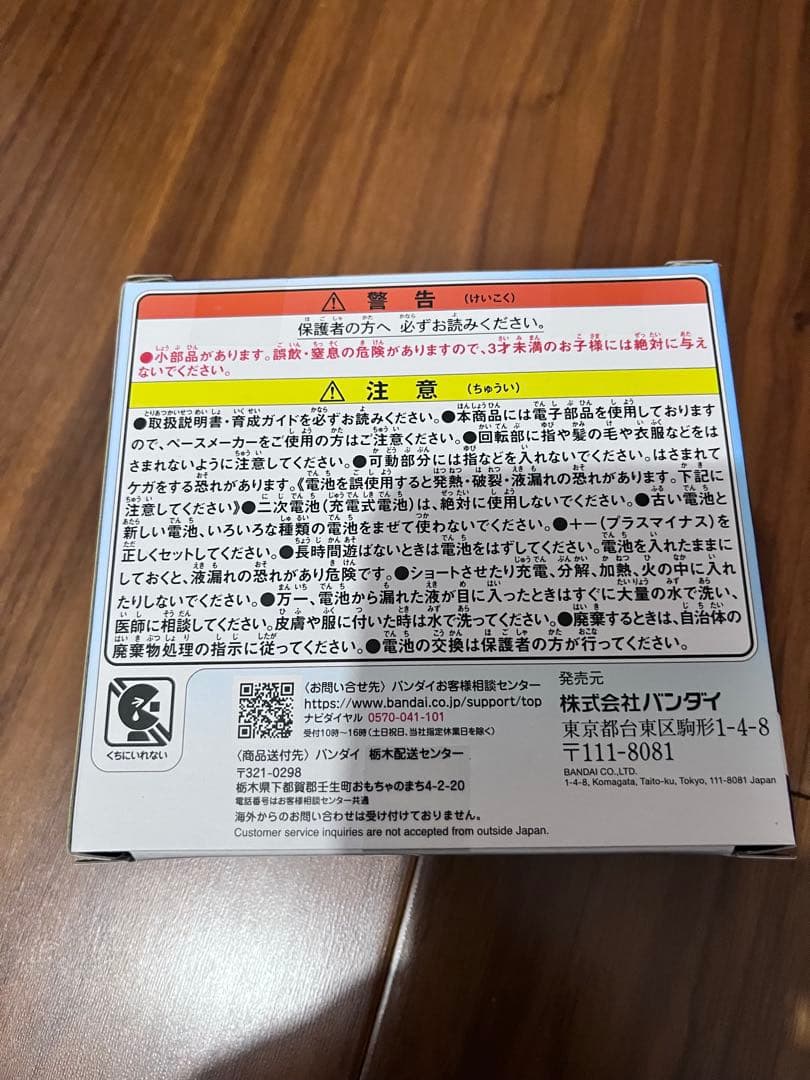 ⚠ 警告 (けいこく)
保護者の方へ 必ずお読みください。
●小部品があります。誤飲・窒息の危険がありますので、3才未満のお子様には絶対に与え
ないでください。
⚠ 注意 (ちゅうい)
●取扱説明書・育成ガイドを必ずお読みください。●本商品には電子部品を使用しております
ので、ペースメーカーをご使用の方はご注意ください。●回転部に指や髪の毛や衣服などをは
さまれないように注意してください。●可動部分には指などを入れないでください。はさまれて
ケガをする恐れがあります。《電池を誤使用すると発熱・破裂・液漏れの恐れがあります。下記に
注意してください》●二次電池(充電式電池)は、絶対に使用しないでください。●古い電池と
新しい電池、いろいろな種類の電池をまぜて使わないでください。●+-(プラスマイナス)を
正しくセットしてください。●長時間遊ばないときは電池をはずしてください。電池を入れたままに
しておくと、液漏れの恐れがあり危険です。●ショートさせたり充電、分解、加熱、火の中に入れ
たりしないでください。●万一、電池から漏れた液が目に入ったときはすぐに大量の水で洗い、
医師に相談してください。皮膚や服に付いた時は水で洗ってください。●廃棄するときは、自治体の
廃棄物処理の指示に従ってください。●電池の交換は保護者の方が行ってください。
くちにいれない
〈お問い合せ先〉バンダイお客様相談センター
https://www.bandai.co.jp/support/top
ナビダイヤル 0570-041-101
受付10時〜16時(土日祝日、当社指定休業日を除く)
〈商品送付先〉バンダイ 栃木配送センター
〒321-0298
栃木県下都賀郡壬生町おもちゃのまち4-2-20
電話番号はお客様相談センター共通
海外からのお問い合わせは受け付けておりません。
Customer service inquiries are not accepted from outside Japan.
発売元
株式会社バンダイ
東京都台東区駒形1-4-8
〒111-8081
BANDAI CO.,LTD.
1-4-8, Komagata, Taito-ku, Tokyo, 111-8081 Japan